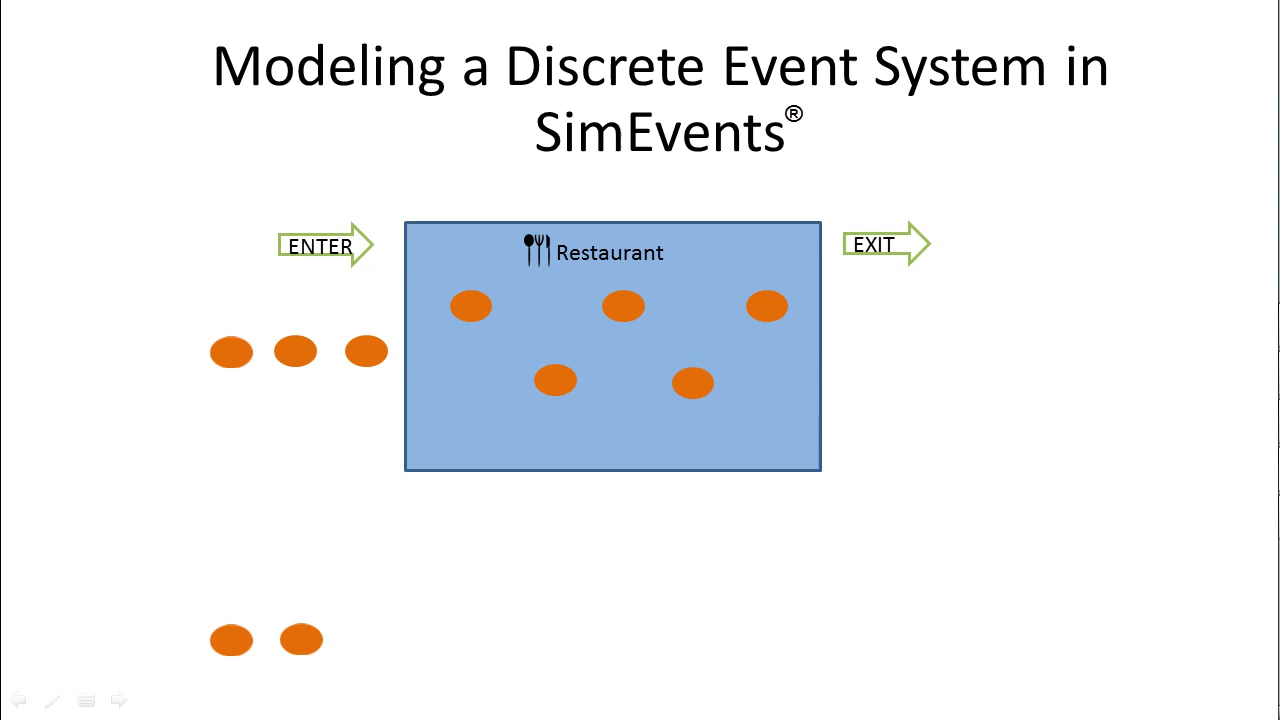 Modeling a Discrete Event System in
SimEvents®
ENTER
Restaurant
EXIT